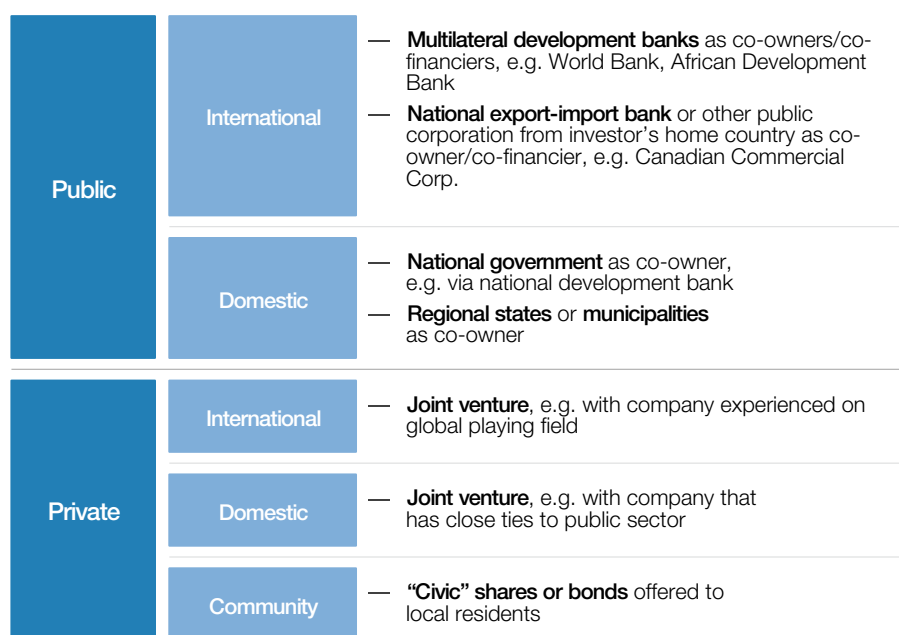 Public
International
— Multilateral development banks as co-owners/co-
financiers, e.g. World Bank, African Development
Bank
— National export-import bank or other public
corporation from investor's home country as co-
owner/co-financier, e.g. Canadian Commercial
Corp.
Domestic
— National government as co-owner,
e.g. via national development bank
— Regional states or municipalities
as co-owner
Private
International
— Joint venture, e.g. with company experienced on
global playing field
Domestic
— Joint venture, e.g. with company that
has close ties to public sector
Community
— “Civic” shares or bonds offered to
local residents